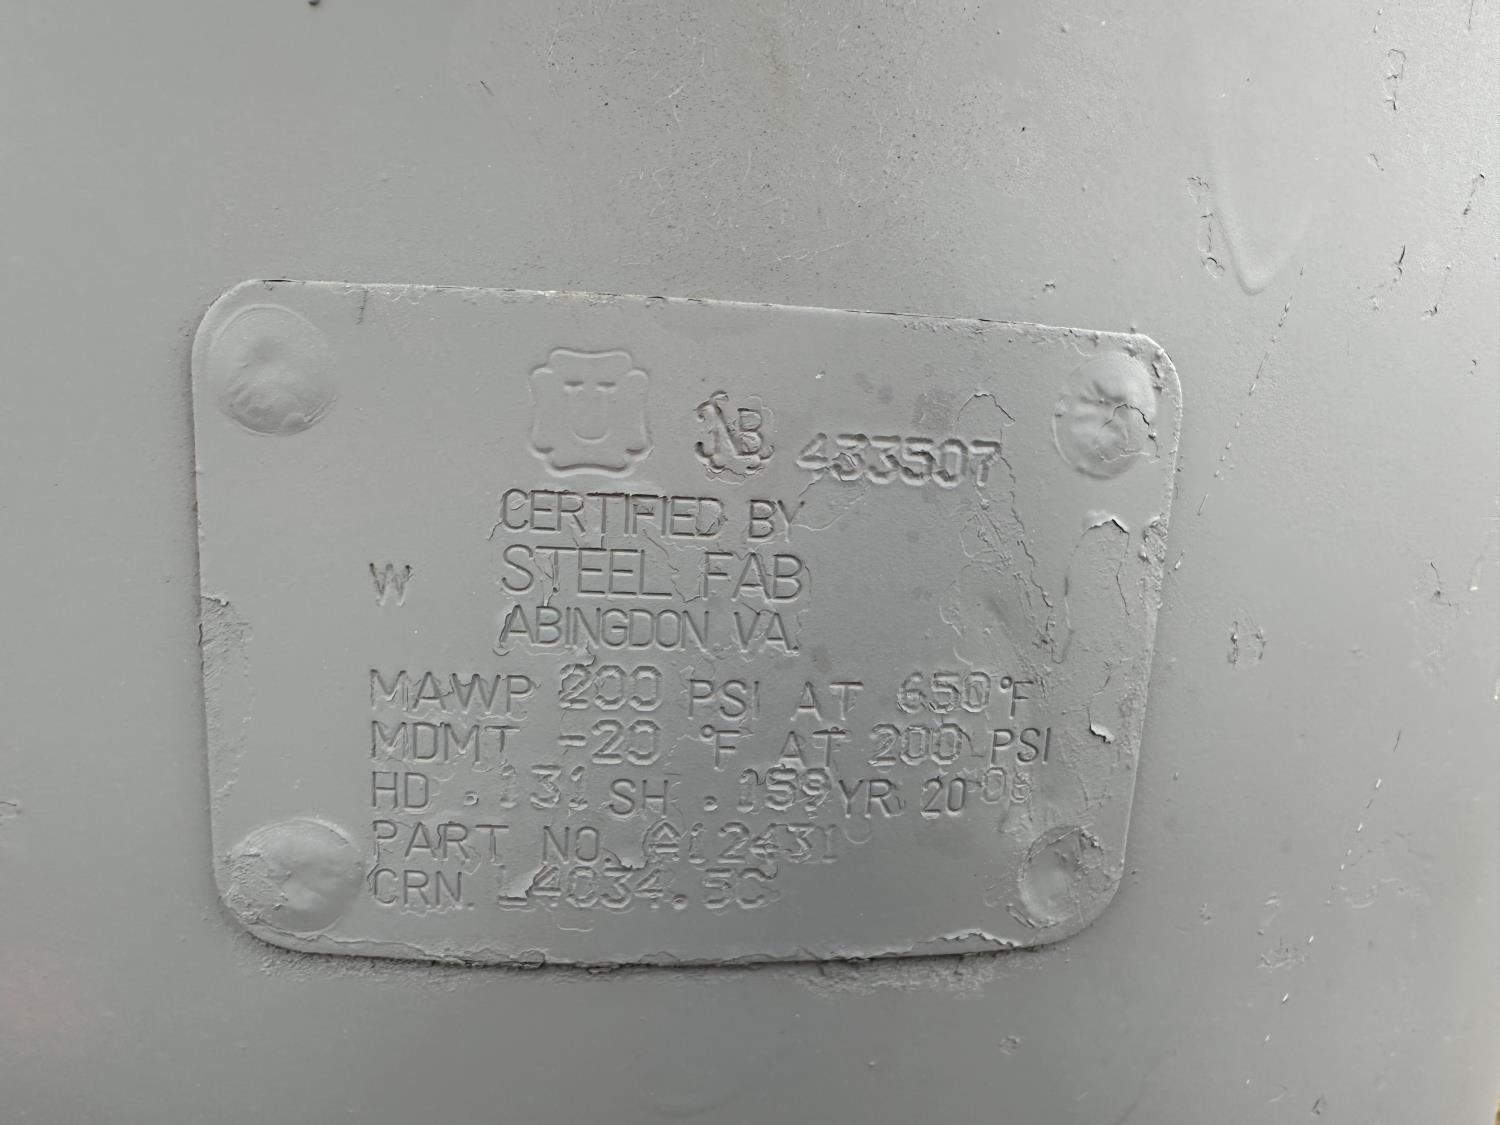 U NB 433507
CERTIFIED BY
W STEEL FAB
ABINGDON, VA.
MAWP 200 PSI AT 650 °F
MDMT -20 °F AT 200 PSI
HD .131 SH .159 YR 2006
PART NO. A12431
CRN. L4034.5C